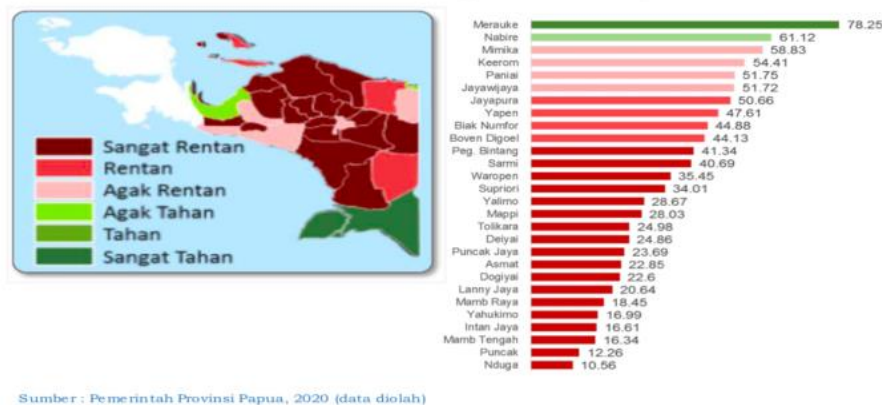 Sangat Rentan
Rentan
Agak Rentan
Agak Tahan
Tahan
Sangat Tahan
Merauke 78.25
Nabire 61.12
Mimika 58.83
Keerom 54.41
Paniai 51.75
Jayawijaya 51.72
Jayapura 50.66
Yapen 47.61
Biak Numfor 44.88
Boven Digoel 44.13
Peg. Bintang 41.34
Sarmi 40.69
Waropen 35.45
Supriori 34.01
Yalimo 28.67
Mappi 28.03
Tolikara 24.98
Deiyai 24.86
Puncak Jaya 23.69
Asmat 22.85
Dogiyai 22.6
Lanny Jaya 20.64
Mamb Raya 18.45
Yahukimo 16.99
Intan Jaya 16.61
Mamb Tengah 16.34
Puncak 12.26
Nduga 10.56
Sumber : Pemerintah Provinsi Papua, 2020 (data diolah)